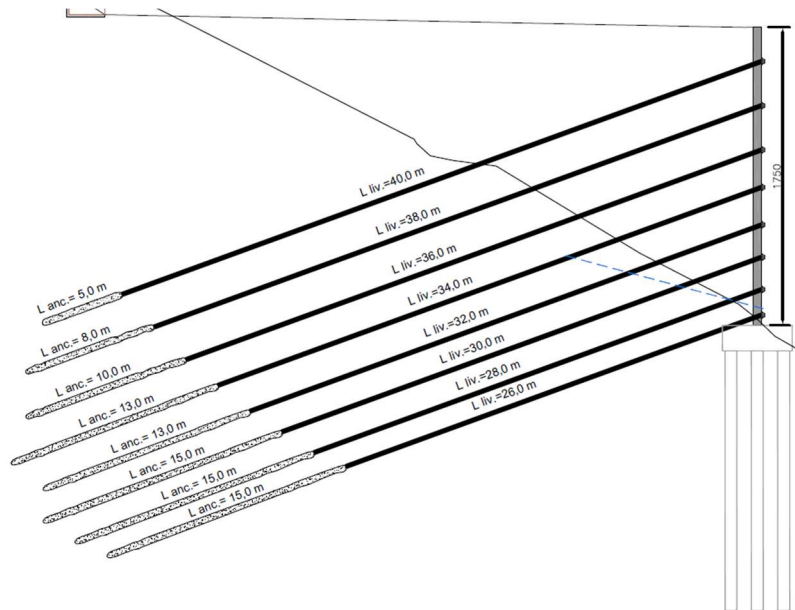 L liv.=40,0 m
1750
L liv.=38,0 m
L liv.=36,0 m
L anc.= 5,0 m
L liv.=34,0 m
L liv.=32,0 m
L anc.= 8,0 m
L liv.=30,0 m
L anc.= 10,0 m
L liv.=28,0 m
L liv.=26,0 m
L anc.= 13,0 m
L anc.= 13,0 m
L anc.= 15,0 m
L anc.= 15,0 m
L anc.= 15,0 m